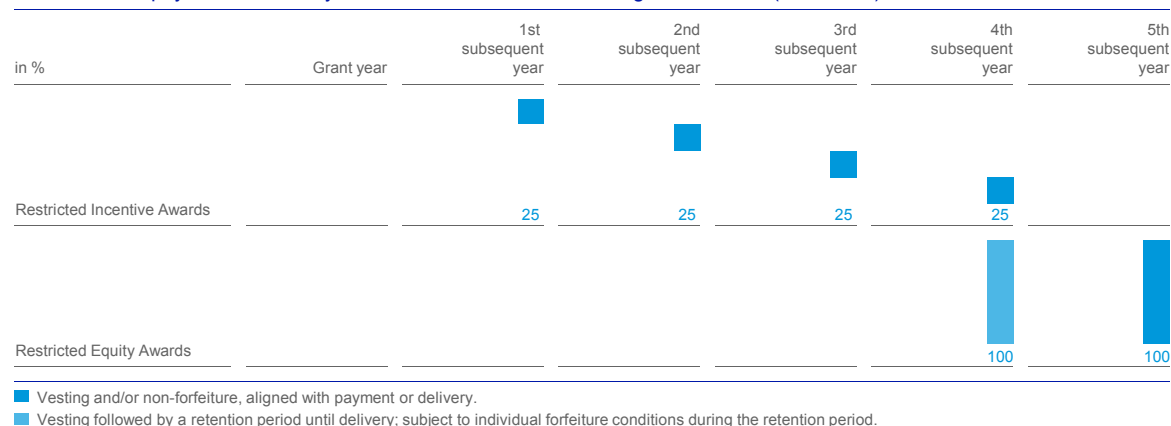 in %
Grant year
1st
subsequent
year
2nd
subsequent
year
3rd
subsequent
year
4th
subsequent
year
5th
subsequent
year
Restricted Incentive Awards 25 25 25 25
Restricted Equity Awards 100 100
Vesting and/or non-forfeiture, aligned with payment or delivery.
Vesting followed by a retention period until delivery; subject to individual forfeiture conditions during the retention period.